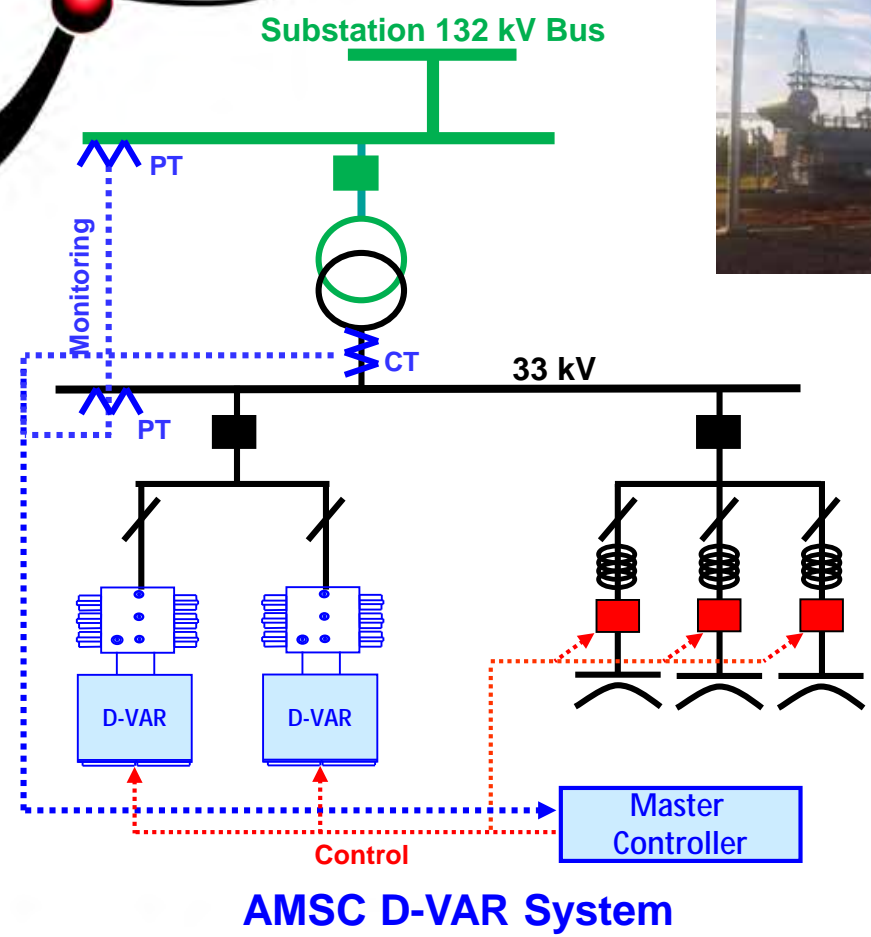 Substation 132 kV Bus
PT
Monitoring
CT
33 kV
PT
D-VAR
D-VAR
Master
Controller
Control
AMSC D-VAR System